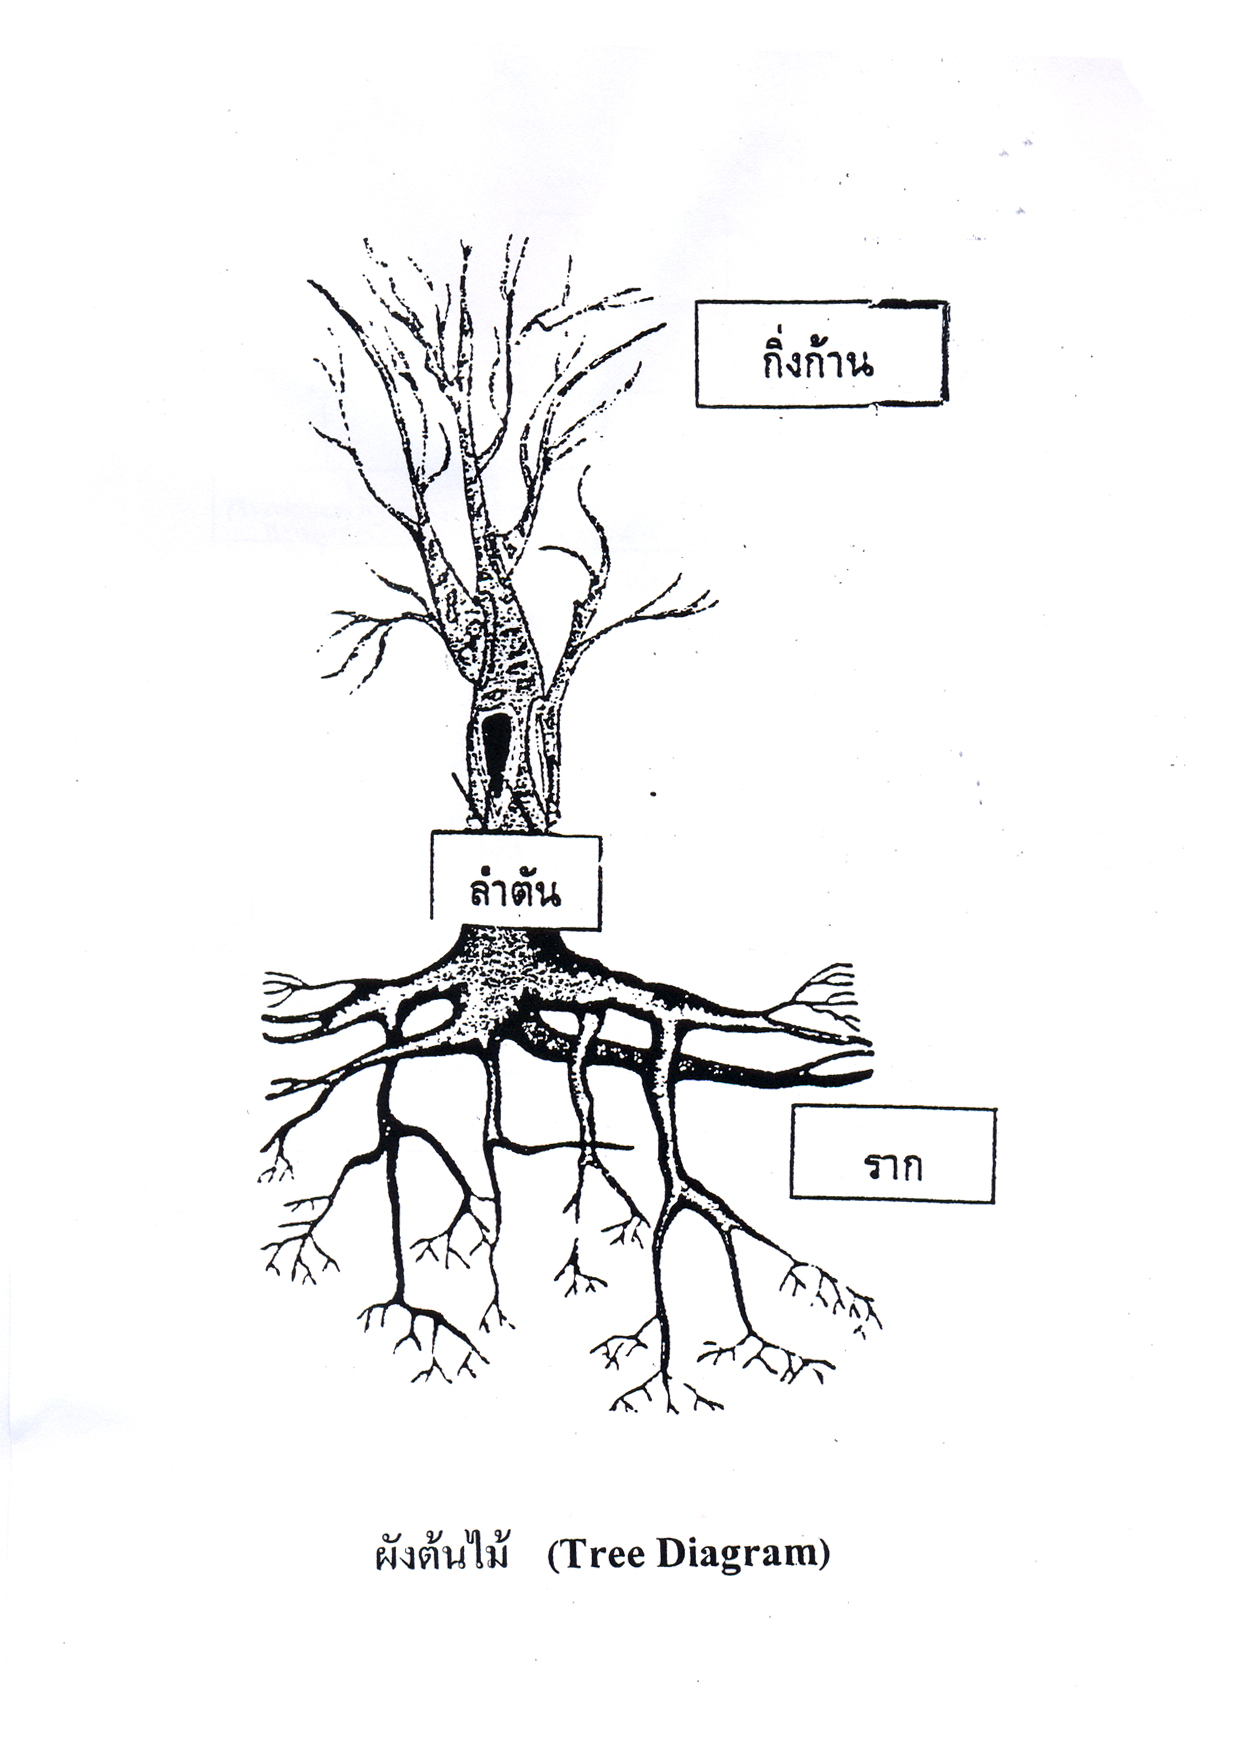 กิ่งก้าน
ลำต้น
ราก
ผังต้นไม้ (Tree Diagram)